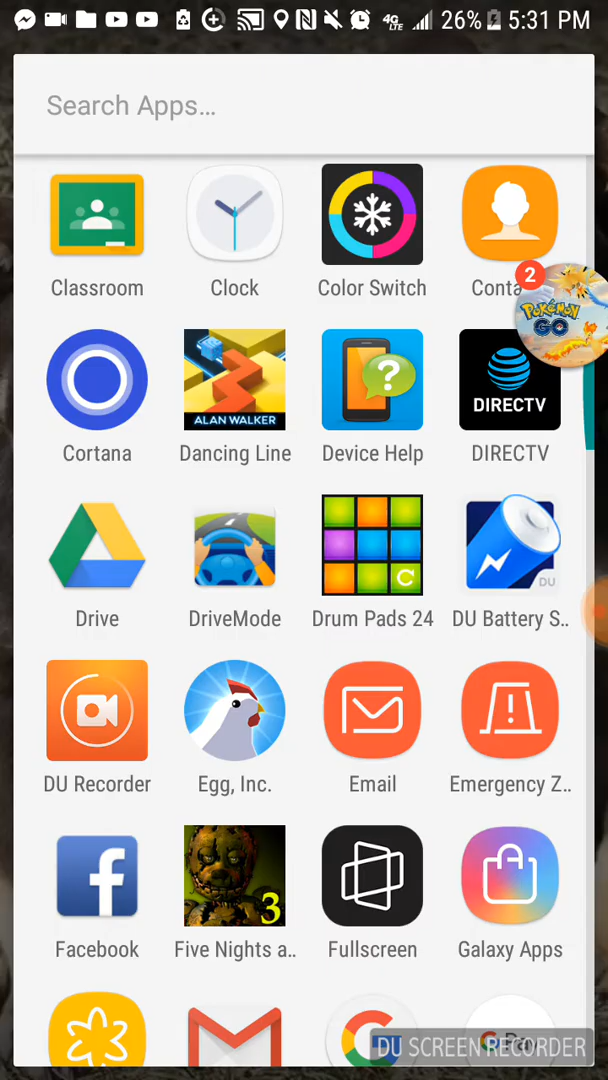 4G LTE 26% 5:31 PM
Search Apps...
Classroom Clock Color Switch Conta
2
POKÉMON GO
ALAN WALKER
DIRECTV
Cortana Dancing Line Device Help DIRECTV
DU
Drive DriveMode Drum Pads 24 DU Battery S..
DU Recorder Egg, Inc. Email Emergency Z..
3
Facebook Five Nights a.. Fullscreen Galaxy Apps
G Pay
DU SCREEN RECORDER